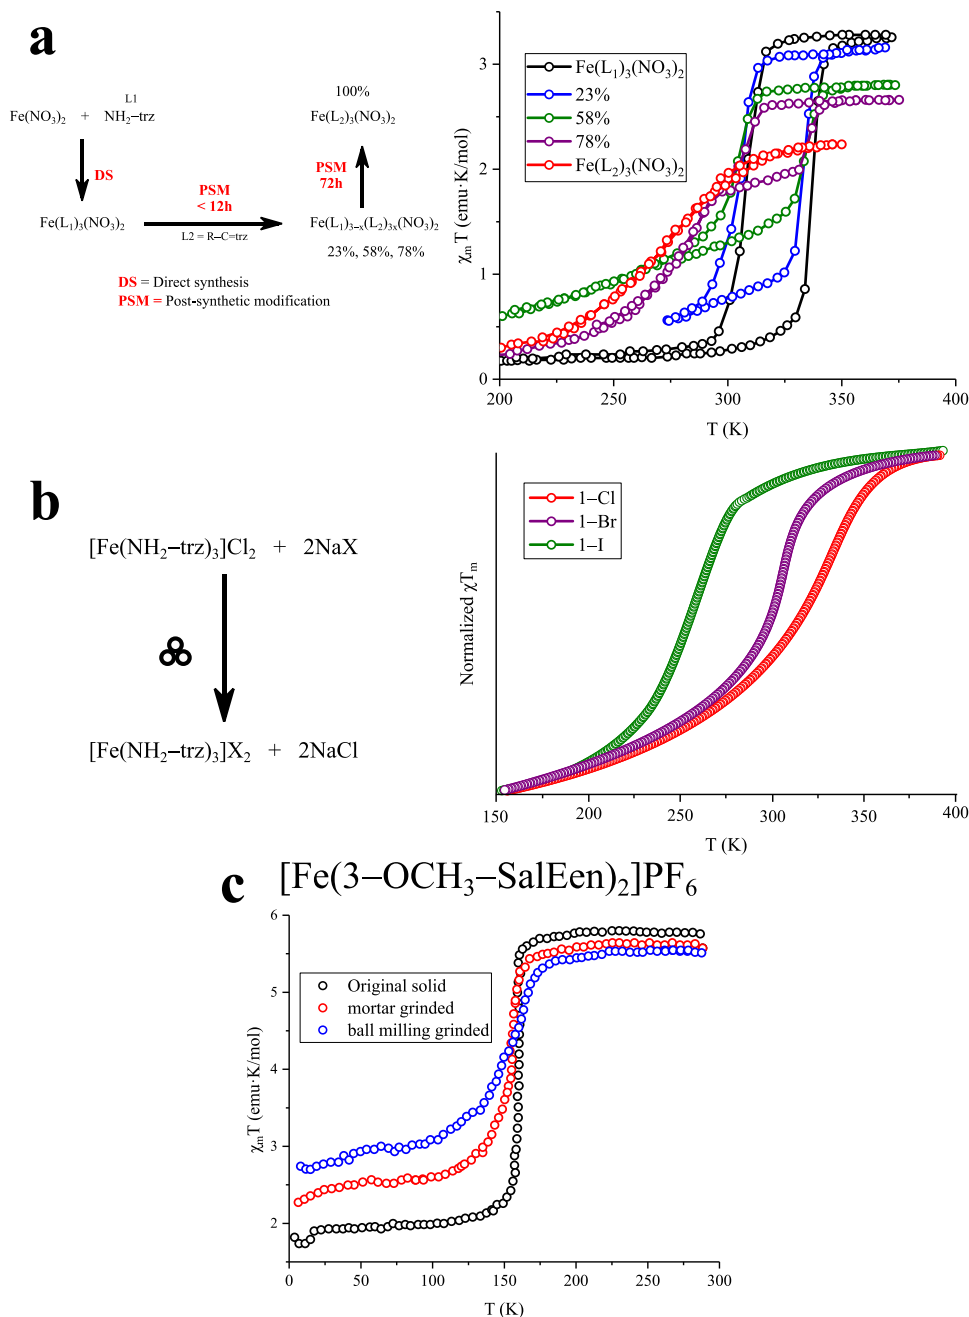 a
L1
Fe(NO₃)₂ + NH₂–trz
DS
Fe(L₁)₃(NO₃)₂
PSM
< 12h
L2 = R–C=trz
100%
Fe(L₂)₃(NO₃)₂
PSM
72h
Fe(L₁)₃₋ₓ(L₂)₃ₓ(NO₃)₂
23%, 58%, 78%
DS = Direct synthesis
PSM = Post-synthetic modification
χₘT (emu·K/mol)
3
2
1
0
Fe(L₁)₃(NO₃)₂
23%
58%
78%
Fe(L₂)₃(NO₃)₂
200 250 300 350 400
T (K)
b
[Fe(NH₂–trz)₃]Cl₂ + 2NaX
[Fe(NH₂–trz)₃]X₂ + 2NaCl
Normalized χTₘ
1–Cl
1–Br
1–I
150 200 250 300 350 400
T (K)
c
[Fe(3–OCH₃–SalEen)₂]PF₆
χₘT (emu·K/mol)
6
5
4
3
2
Original solid
mortar grinded
ball milling grinded
0 50 100 150 200 250 300
T (K)